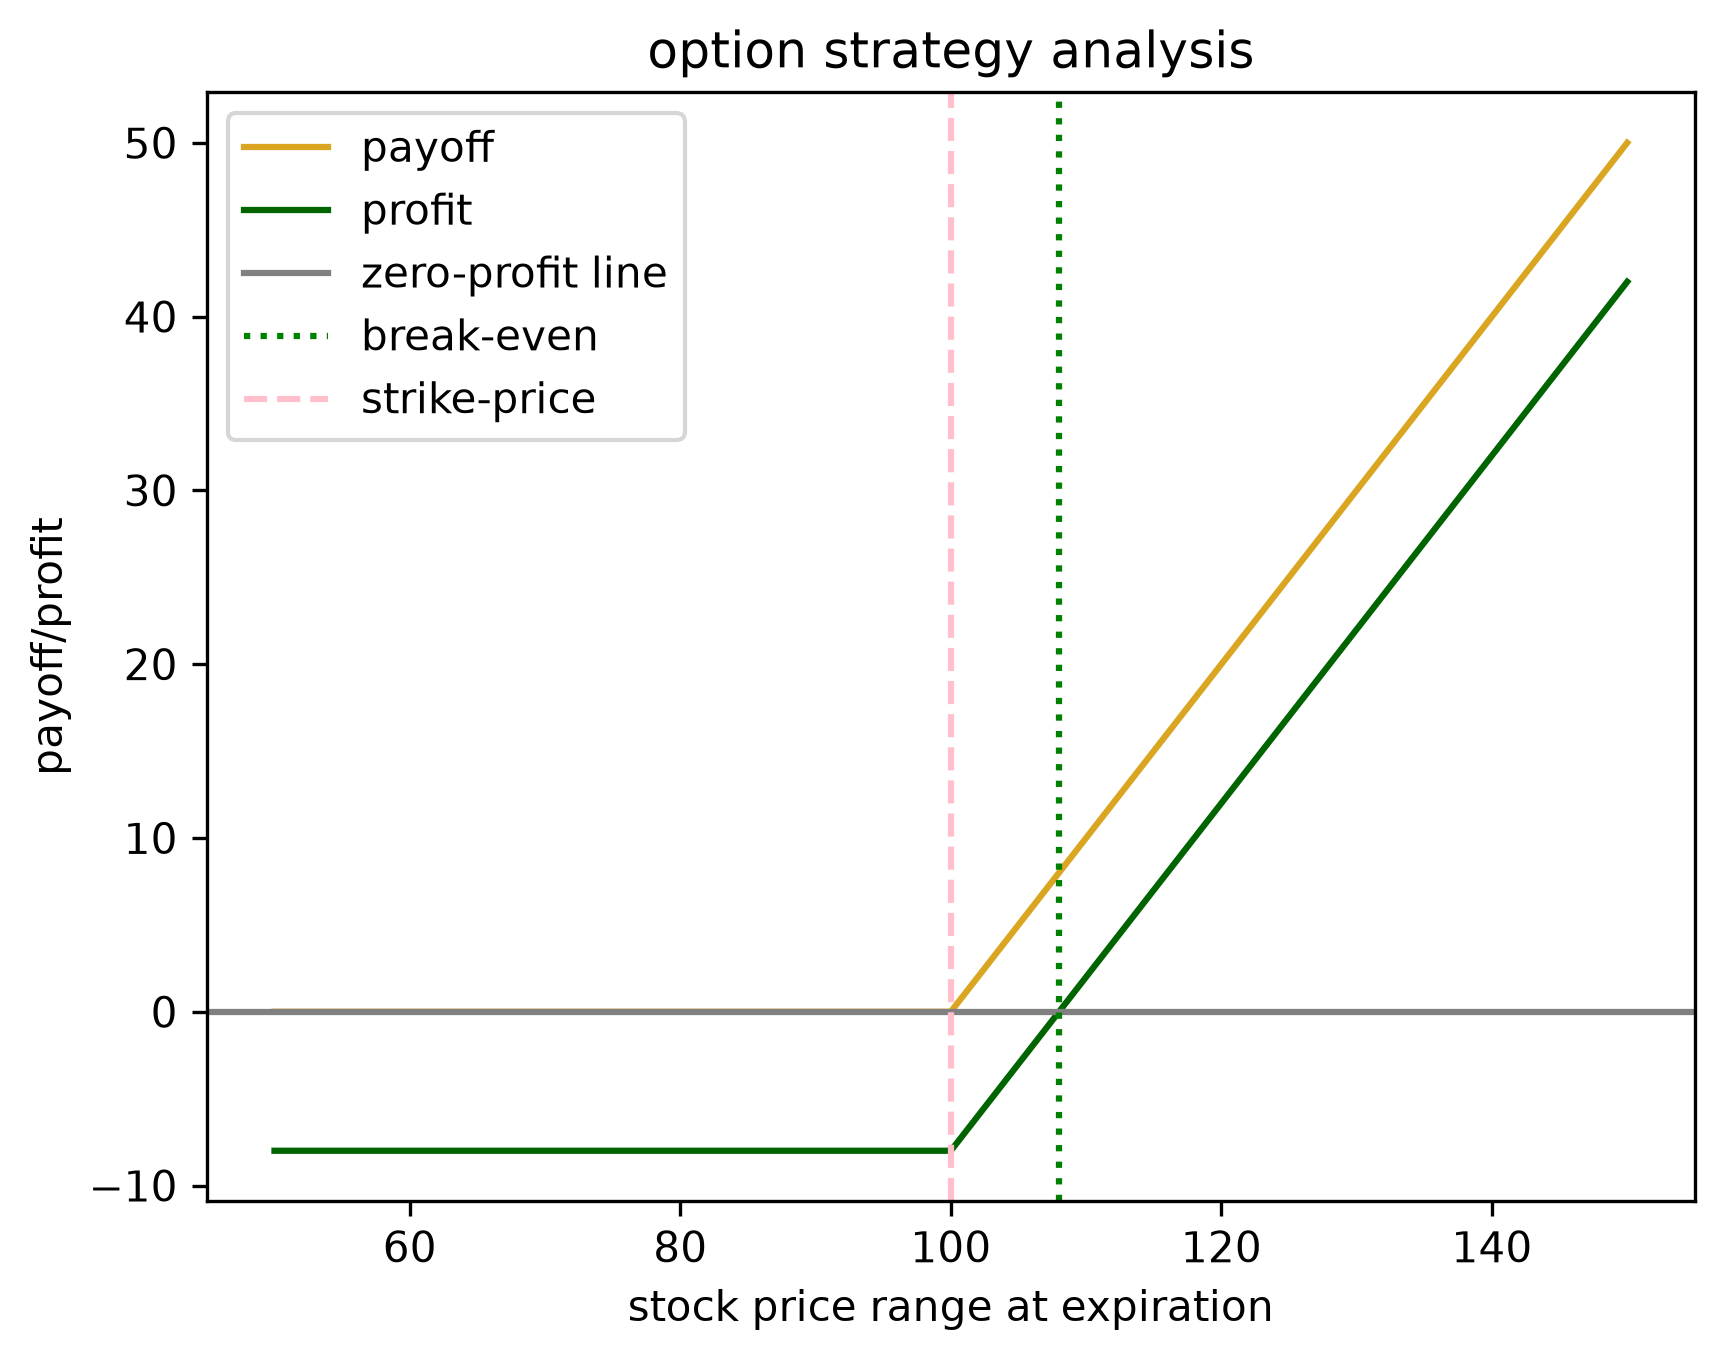 option strategy analysis
payoff
profit
zero-profit line
break-even
strike-price
50
40
30
20
10
0
−10
payoff/profit
60 80 100 120 140
stock price range at expiration